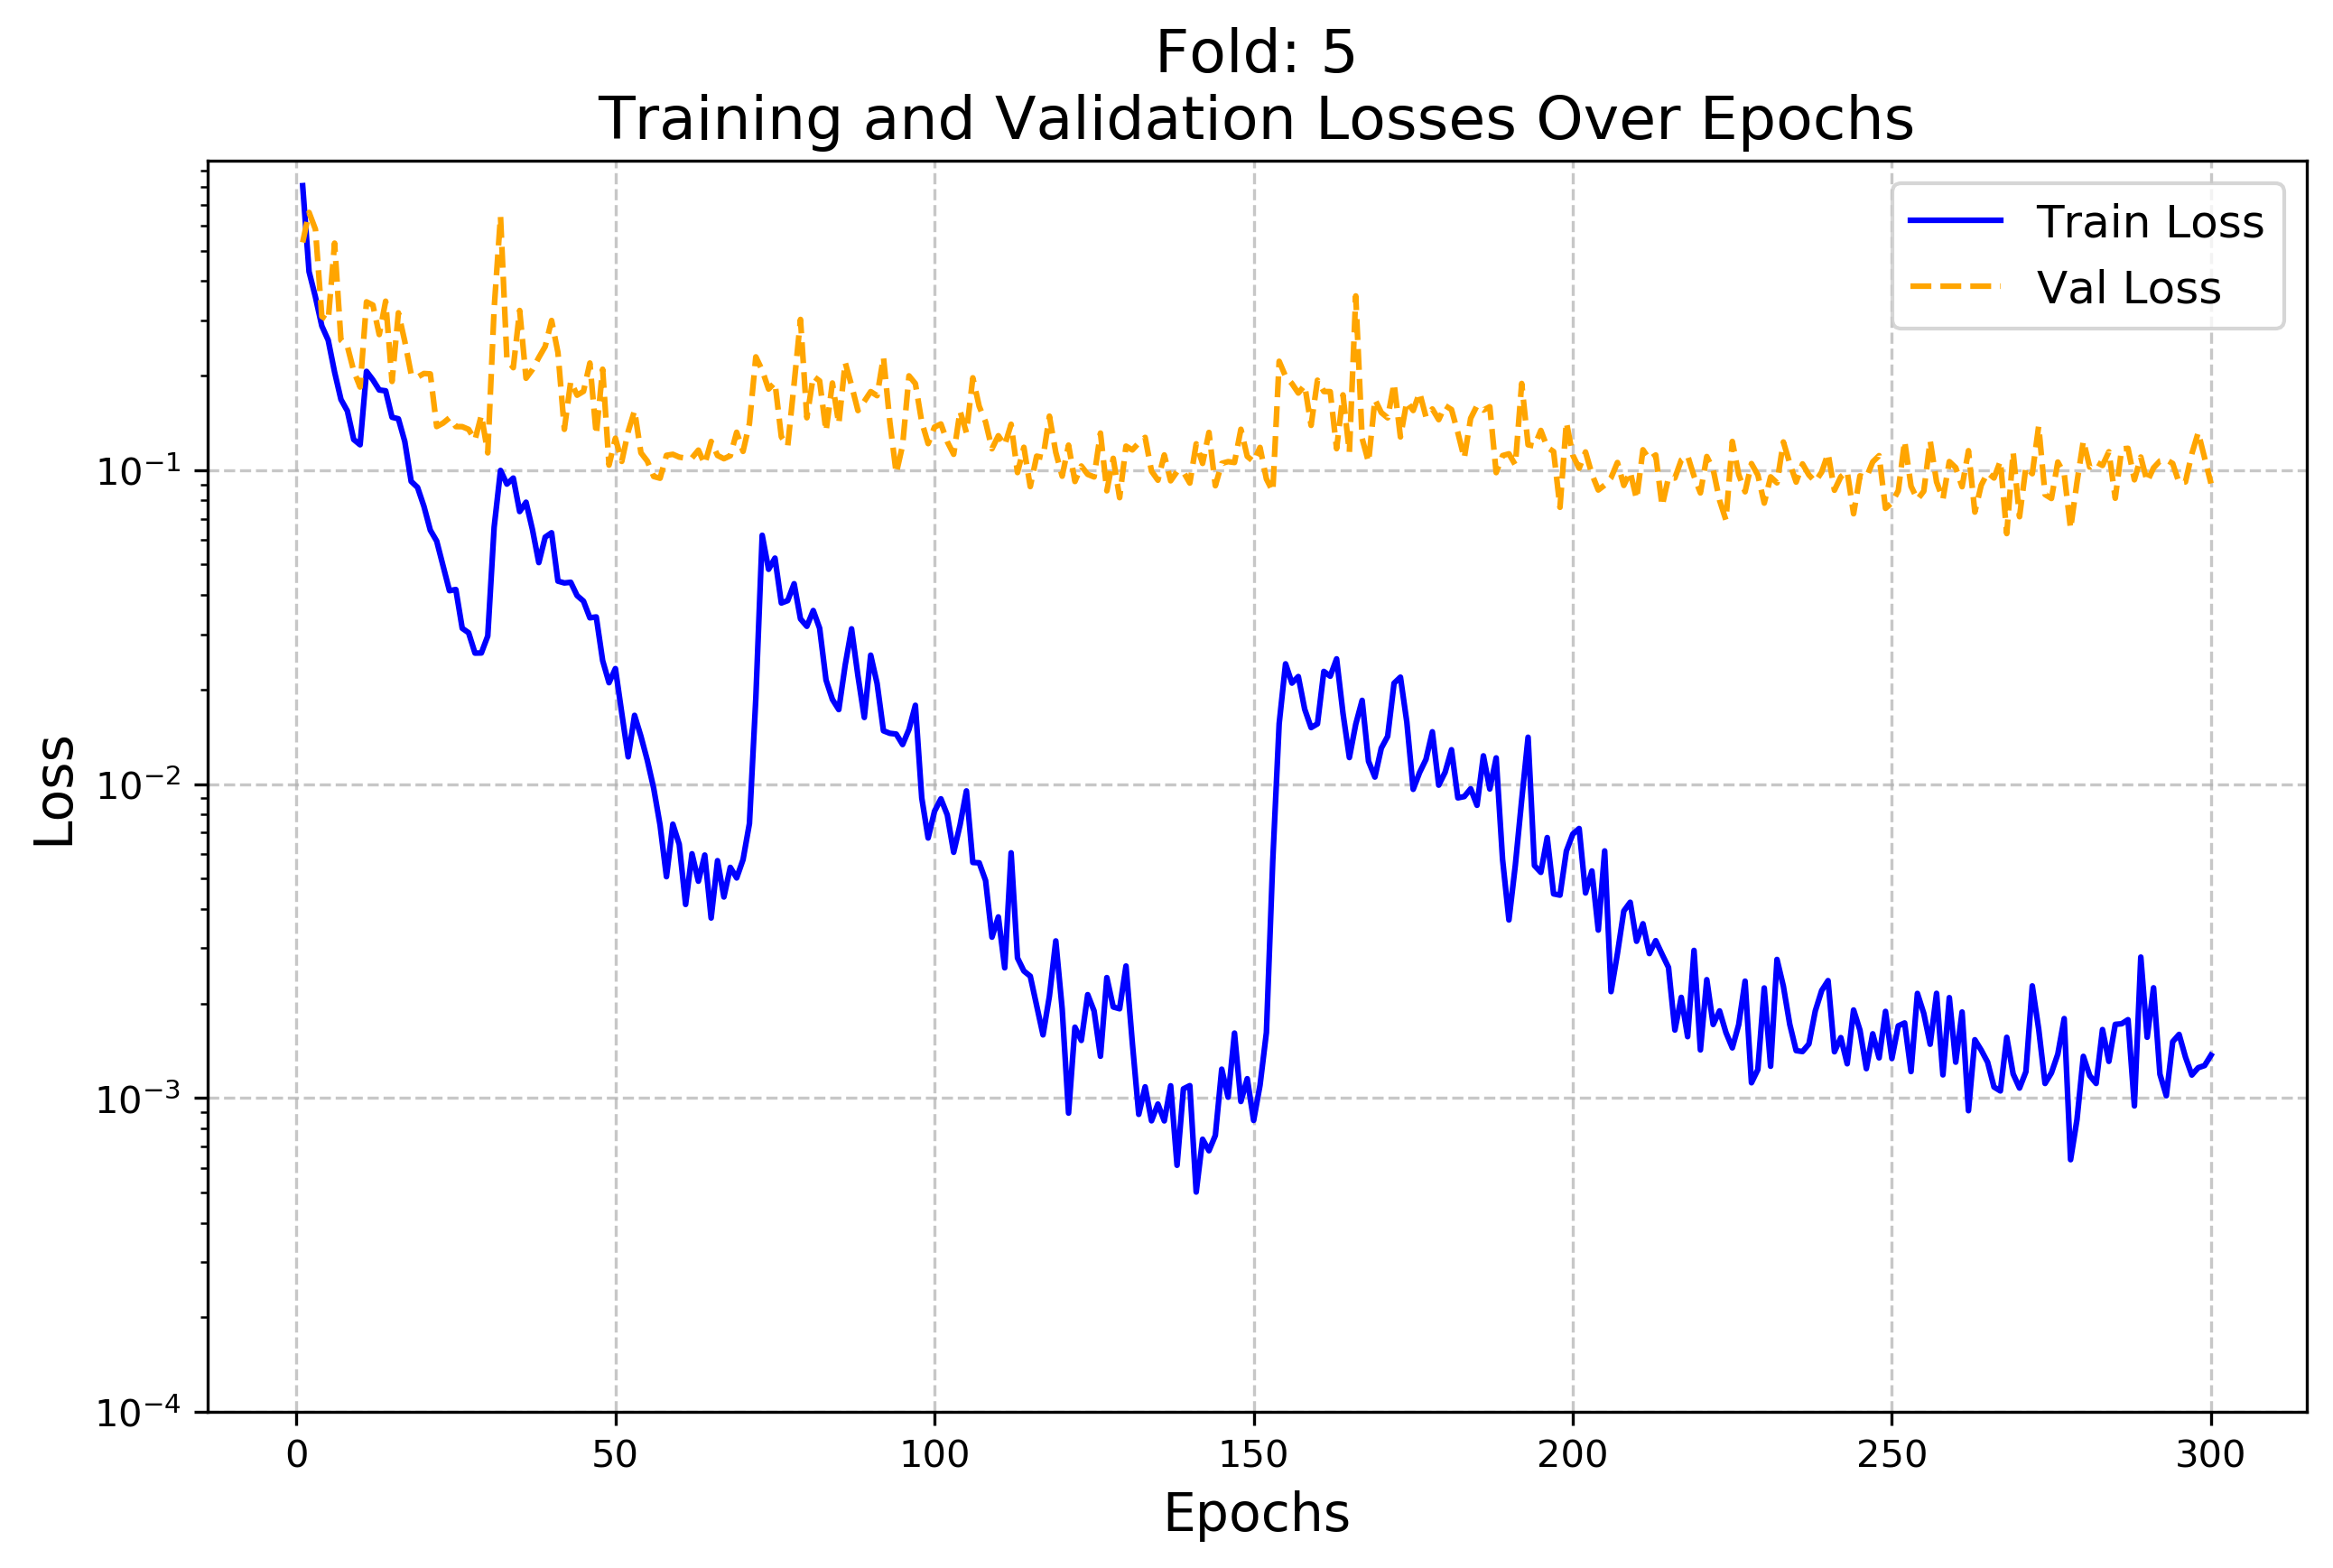 Fold: 5
Training and Validation Losses Over Epochs
Train Loss
Val Loss
Loss
10⁻¹
10⁻²
10⁻³
10⁻⁴
0 50 100 150 200 250 300
Epochs